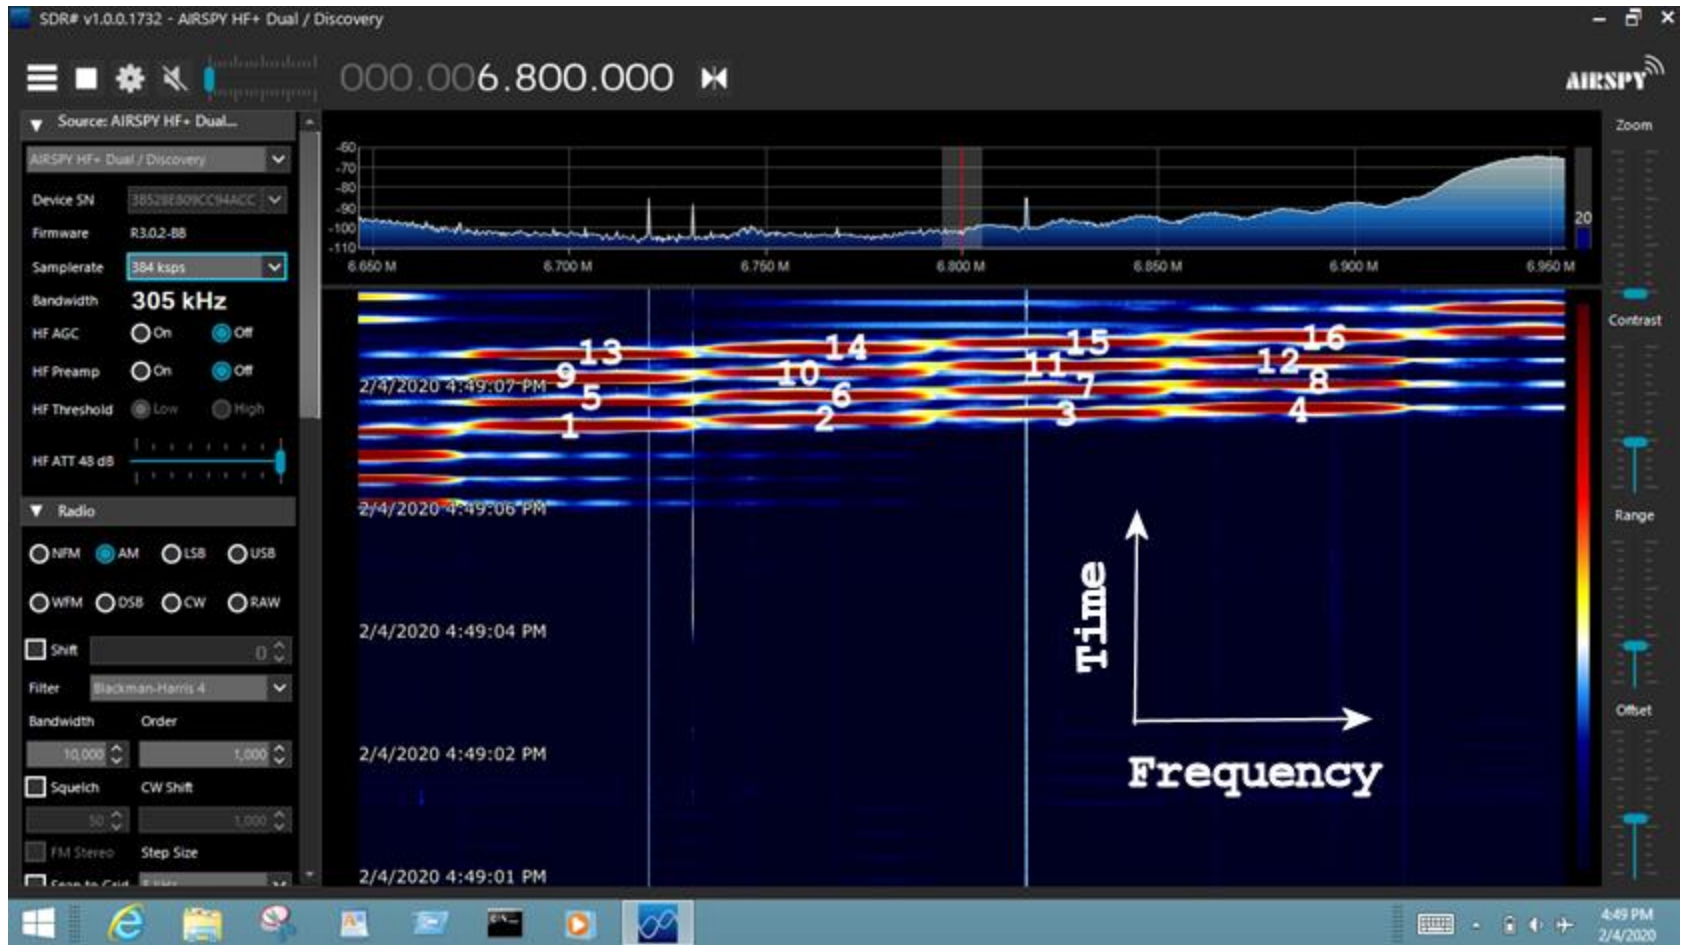 SDR# v1.0.0.1732 - AIRSPY HF+ Dual / Discovery
000.006.800.000
AIRSPY
Source: AIRSPY HF+ Dual...
AIRSPY HF+ Dual / Discovery
Device SN
Firmware R3.0.2-BB
Samplerate 384 ksps
Bandwidth 305 kHz
HF AGC On Off
HF Preamp On Off
HF Threshold Low High
HF ATT 48 dB
Radio
NFM AM LSB USB
WFM DSB CW RAW
Shift 0
Filter Blackman-Harris 4
Bandwidth Order
10,000 1,000
Squelch CW Shift
50 1,000
FM Stereo Step Size
Snap to Grid
-60
-70
-80
-90
-100
-110
6.650 M 6.700 M 6.750 M 6.800 M 6.850 M 6.900 M 6.950 M
20
13 14 15 16
9 10 11 12
5 6 7 8
1 2 3 4
2/4/2020 4:49:07 PM
2/4/2020 4:49:06 PM
2/4/2020 4:49:04 PM
2/4/2020 4:49:02 PM
2/4/2020 4:49:01 PM
Time
Frequency
Zoom
Contrast
Range
Offset
4:49 PM
2/4/2020